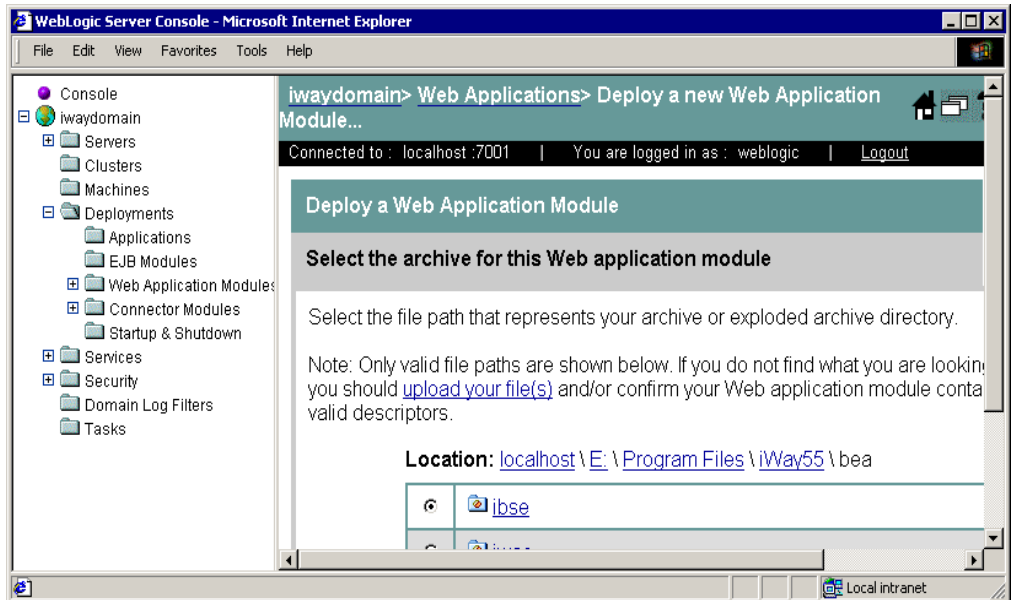 WebLogic Server Console - Microsoft Internet Explorer
File Edit View Favorites Tools Help
Console
iwaydomain
Servers
Clusters
Machines
Deployments
Applications
EJB Modules
Web Application Modules
Connector Modules
Startup & Shutdown
Services
Security
Domain Log Filters
Tasks
iwaydomain> Web Applications> Deploy a new Web Application
Module...
Connected to : localhost :7001 | You are logged in as : weblogic | Logout
Deploy a Web Application Module
Select the archive for this Web application module
Select the file path that represents your archive or exploded archive directory.
Note: Only valid file paths are shown below. If you do not find what you are looking
you should upload your file(s) and/or confirm your Web application module conta
valid descriptors.
Location: localhost \ E: \ Program Files \ iWay55 \ bea
ibse
Local intranet